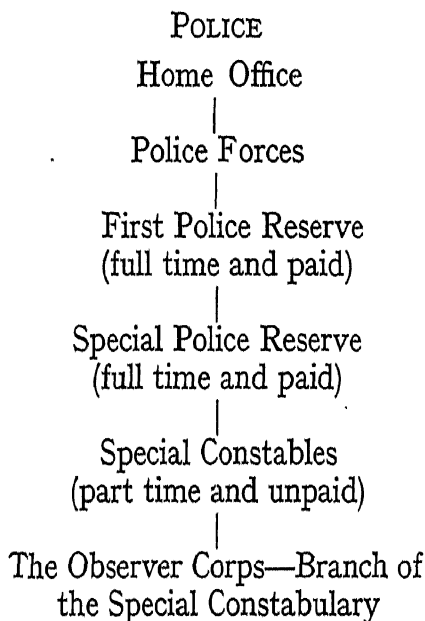 POLICE
Home Office
Police Forces
First Police Reserve
(full time and paid)
Special Police Reserve
(full time and paid)
Special Constables
(part time and unpaid)
The Observer Corps—Branch of
the Special Constabulary